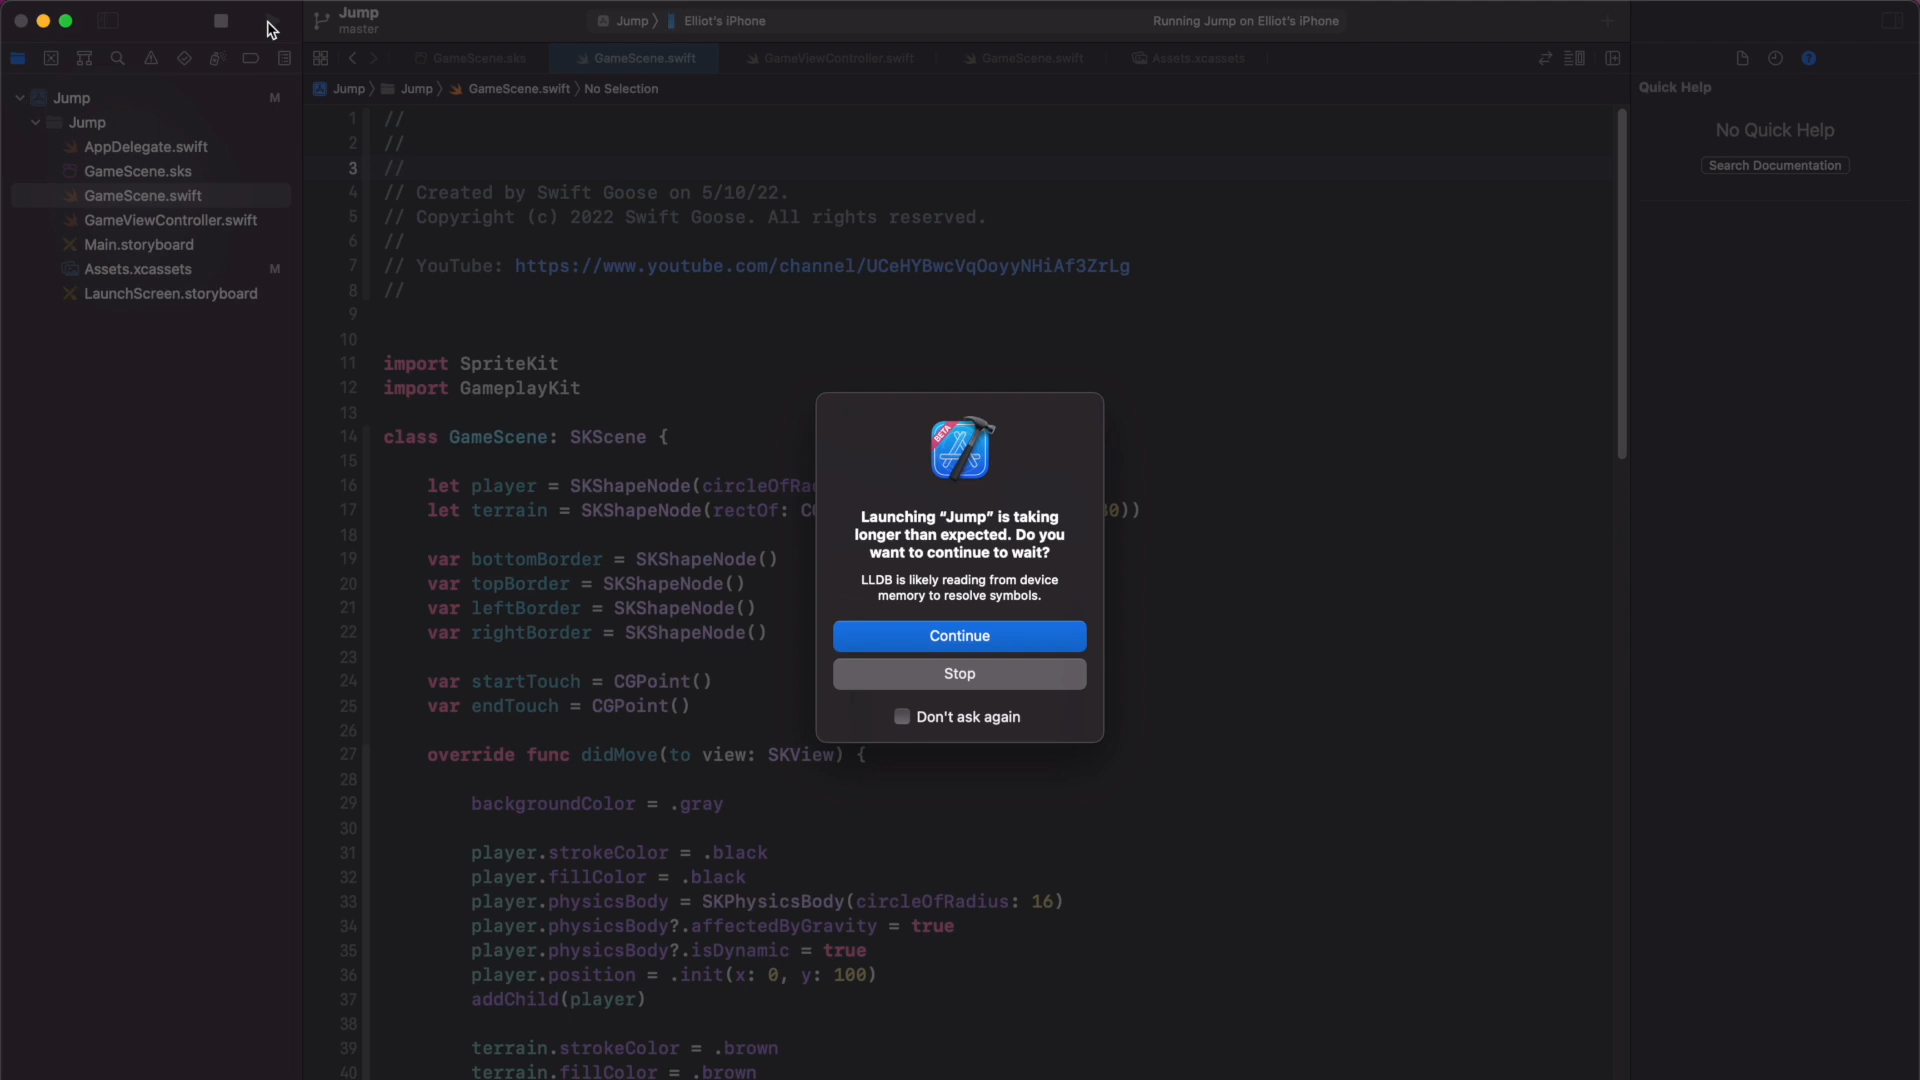 Jump
master
Jump
Elliot's iPhone
Running Jump on Elliot's iPhone
GameScene.sks
GameScene.swift
GameViewController.swift
GameScene.swift
Assets.xcassets
Jump
Jump
GameScene.swift
No Selection
Jump M
Jump
AppDelegate.swift
GameScene.sks
GameScene.swift
GameViewController.swift
Main.storyboard
Assets.xcassets M
LaunchScreen.storyboard
1 //
2 //
3 //
4 // Created by Swift Goose on 5/10/22.
5 // Copyright (c) 2022 Swift Goose. All rights reserved.
6 //
7 // YouTube: https://www.youtube.com/channel/UCeHYBwcVqOoyyNHiAf3ZrLg
8 //
9
10
11 import SpriteKit
12 import GameplayKit
13
14 class GameScene: SKScene {
15
16 let player = SKShapeNode(circleOfRa
17 let terrain = SKShapeNode(rectOf: C 0))
18
19 var bottomBorder = SKShapeNode()
20 var topBorder = SKShapeNode()
21 var leftBorder = SKShapeNode()
22 var rightBorder = SKShapeNode()
23
24 var startTouch = CGPoint()
25 var endTouch = CGPoint()
26
27 override func didMove(to view: SKView) {
28
29 backgroundColor = .gray
30
31 player.strokeColor = .black
32 player.fillColor = .black
33 player.physicsBody = SKPhysicsBody(circleOfRadius: 16)
34 player.physicsBody?.affectedByGravity = true
35 player.physicsBody?.isDynamic = true
36 player.position = .init(x: 0, y: 100)
37 addChild(player)
38
39 terrain.strokeColor = .brown
40 terrain.fillColor = .brown
BETA
Launching “Jump” is taking
longer than expected. Do you
want to continue to wait?
LLDB is likely reading from device
memory to resolve symbols.
Continue
Stop
Don't ask again
Quick Help
No Quick Help
Search Documentation